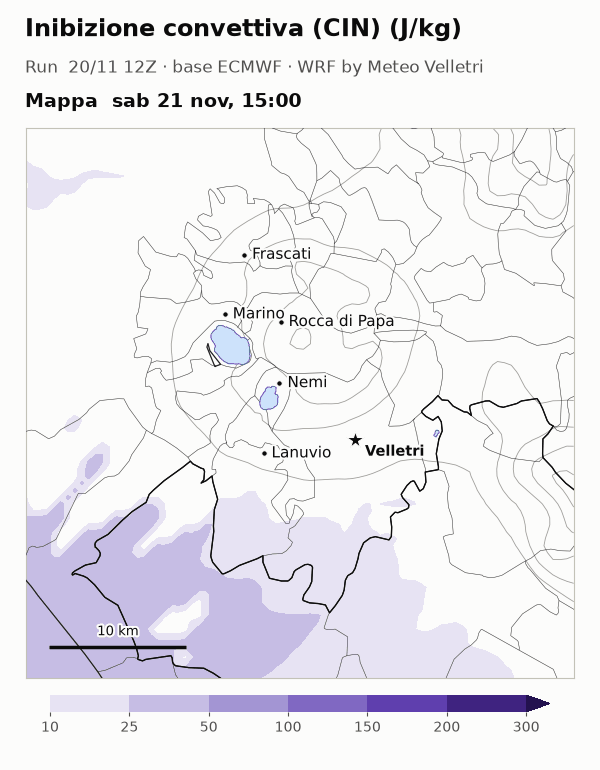 Inibizione convettiva (CIN) (J/kg)
Run  20/11 12Z · base ECMWF · WRF by Meteo Velletri
Mappa  sab 21 nov, 15:00
Frascati
Marino
Rocca di Papa
Nemi
Velletri
Lanuvio
10 km
10 25 50 100 150 200 300